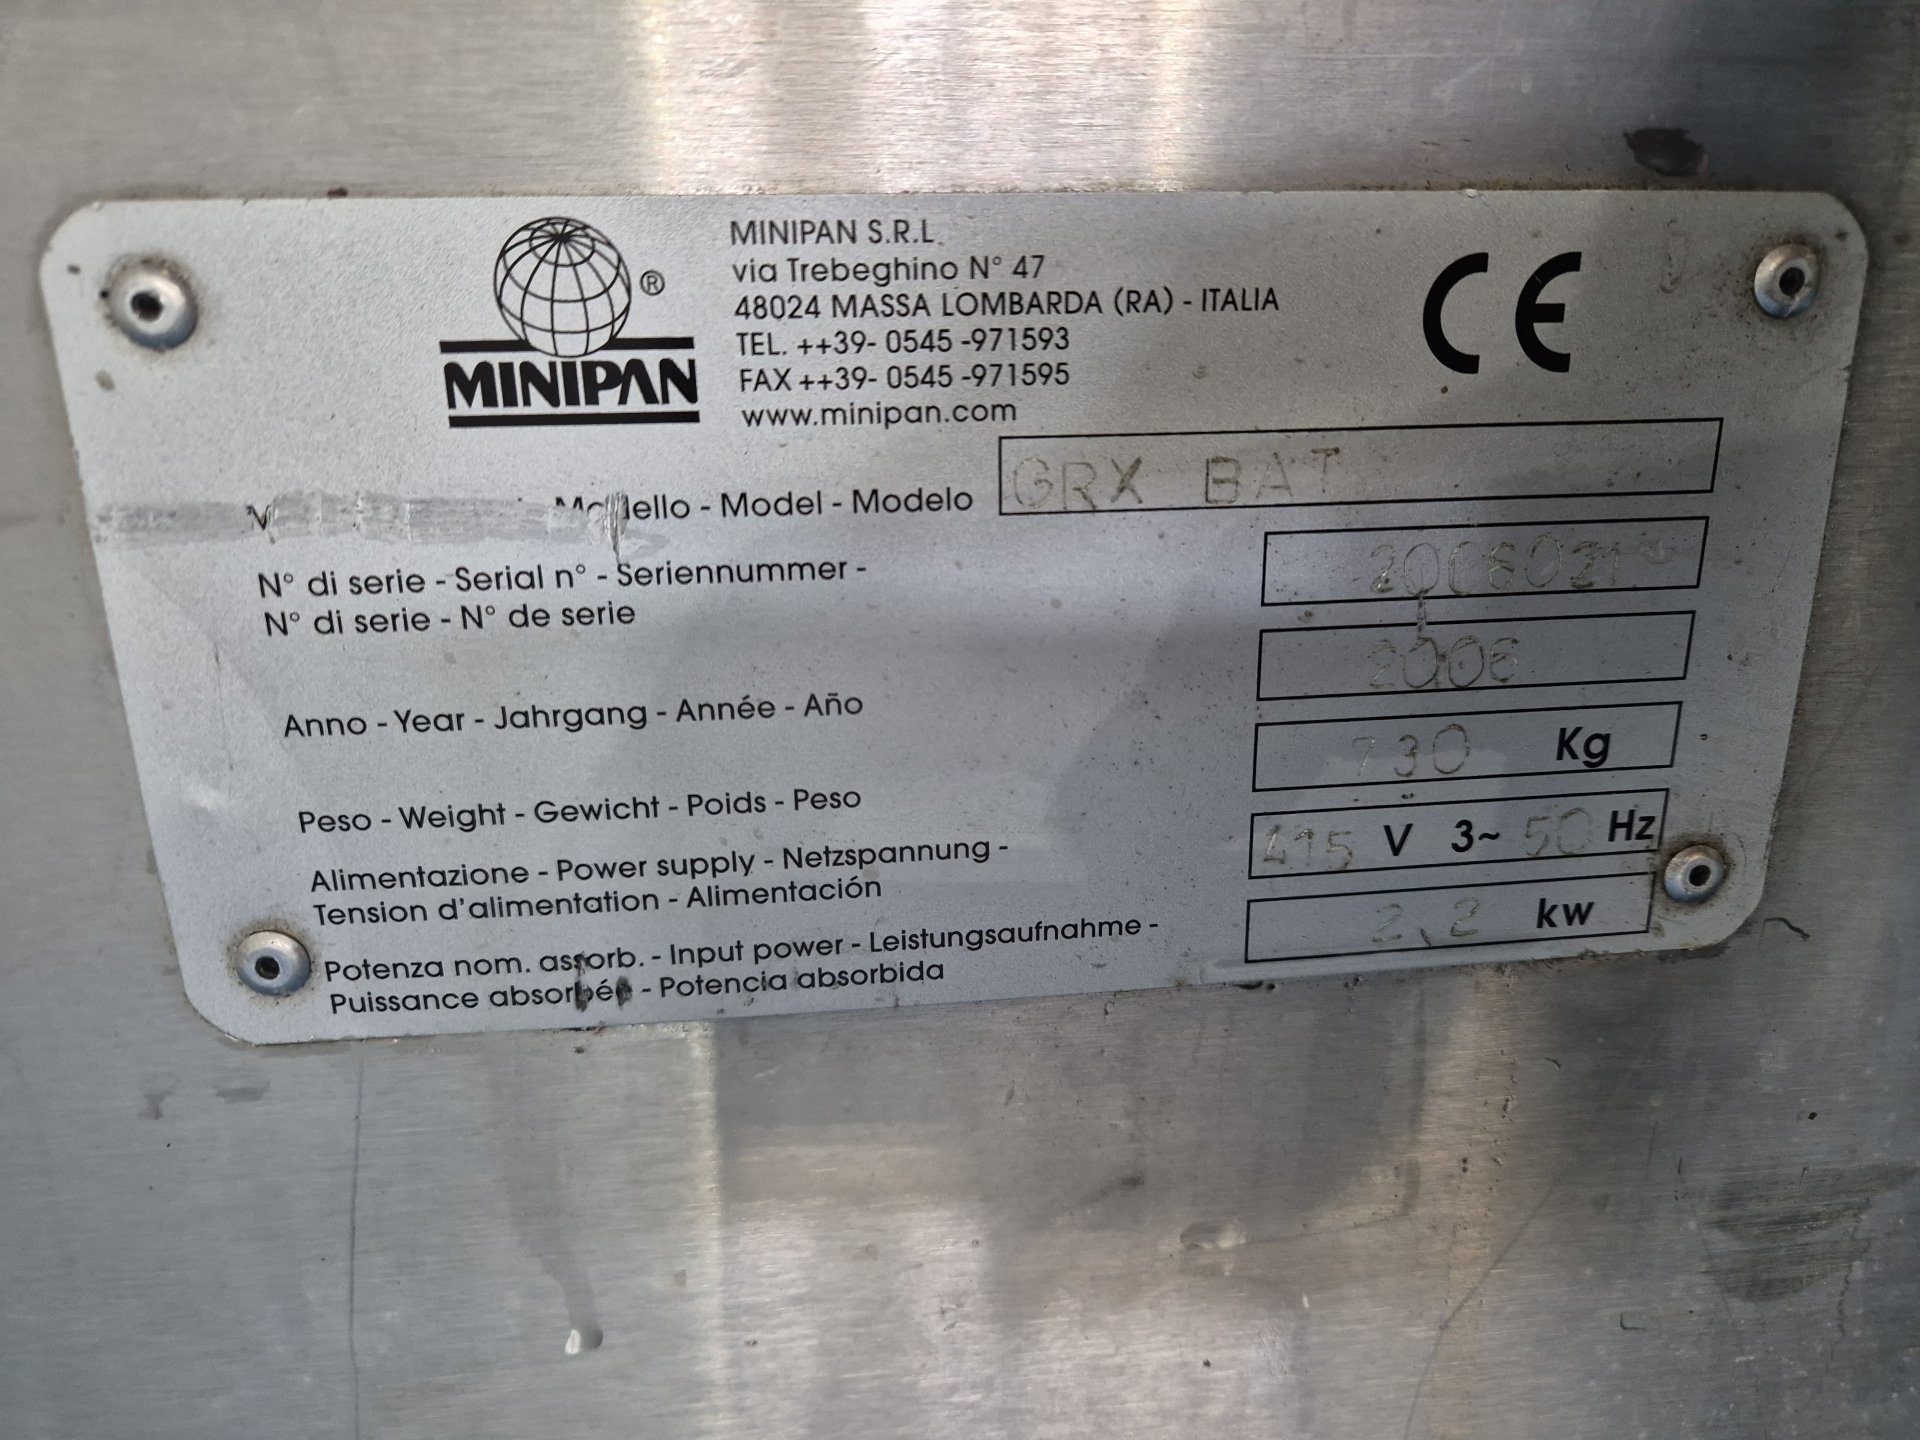 MINIPAN ®
MINIPAN S.R.L.
via Trebeghino N° 47
48024 MASSA LOMBARDA (RA) - ITALIA
TEL. ++39- 0545 -971593
FAX ++39- 0545 -971595
www.minipan.com
CE
Modello - Model - Modelo GRX BAT
N° di serie - Serial n° - Seriennummer -
N° di serie - N° de serie
2006
Anno - Year - Jahrgang - Année - Año
730 Kg
Peso - Weight - Gewicht - Poids - Peso
415 V 3~ 50 Hz
Alimentazione - Power supply - Netzspannung -
Tension d'alimentation - Alimentación
2,2 kw
Potenza nom. assorb. - Input power - Leistungsaufnahme -
Puissance absorbée - Potencia absorbida